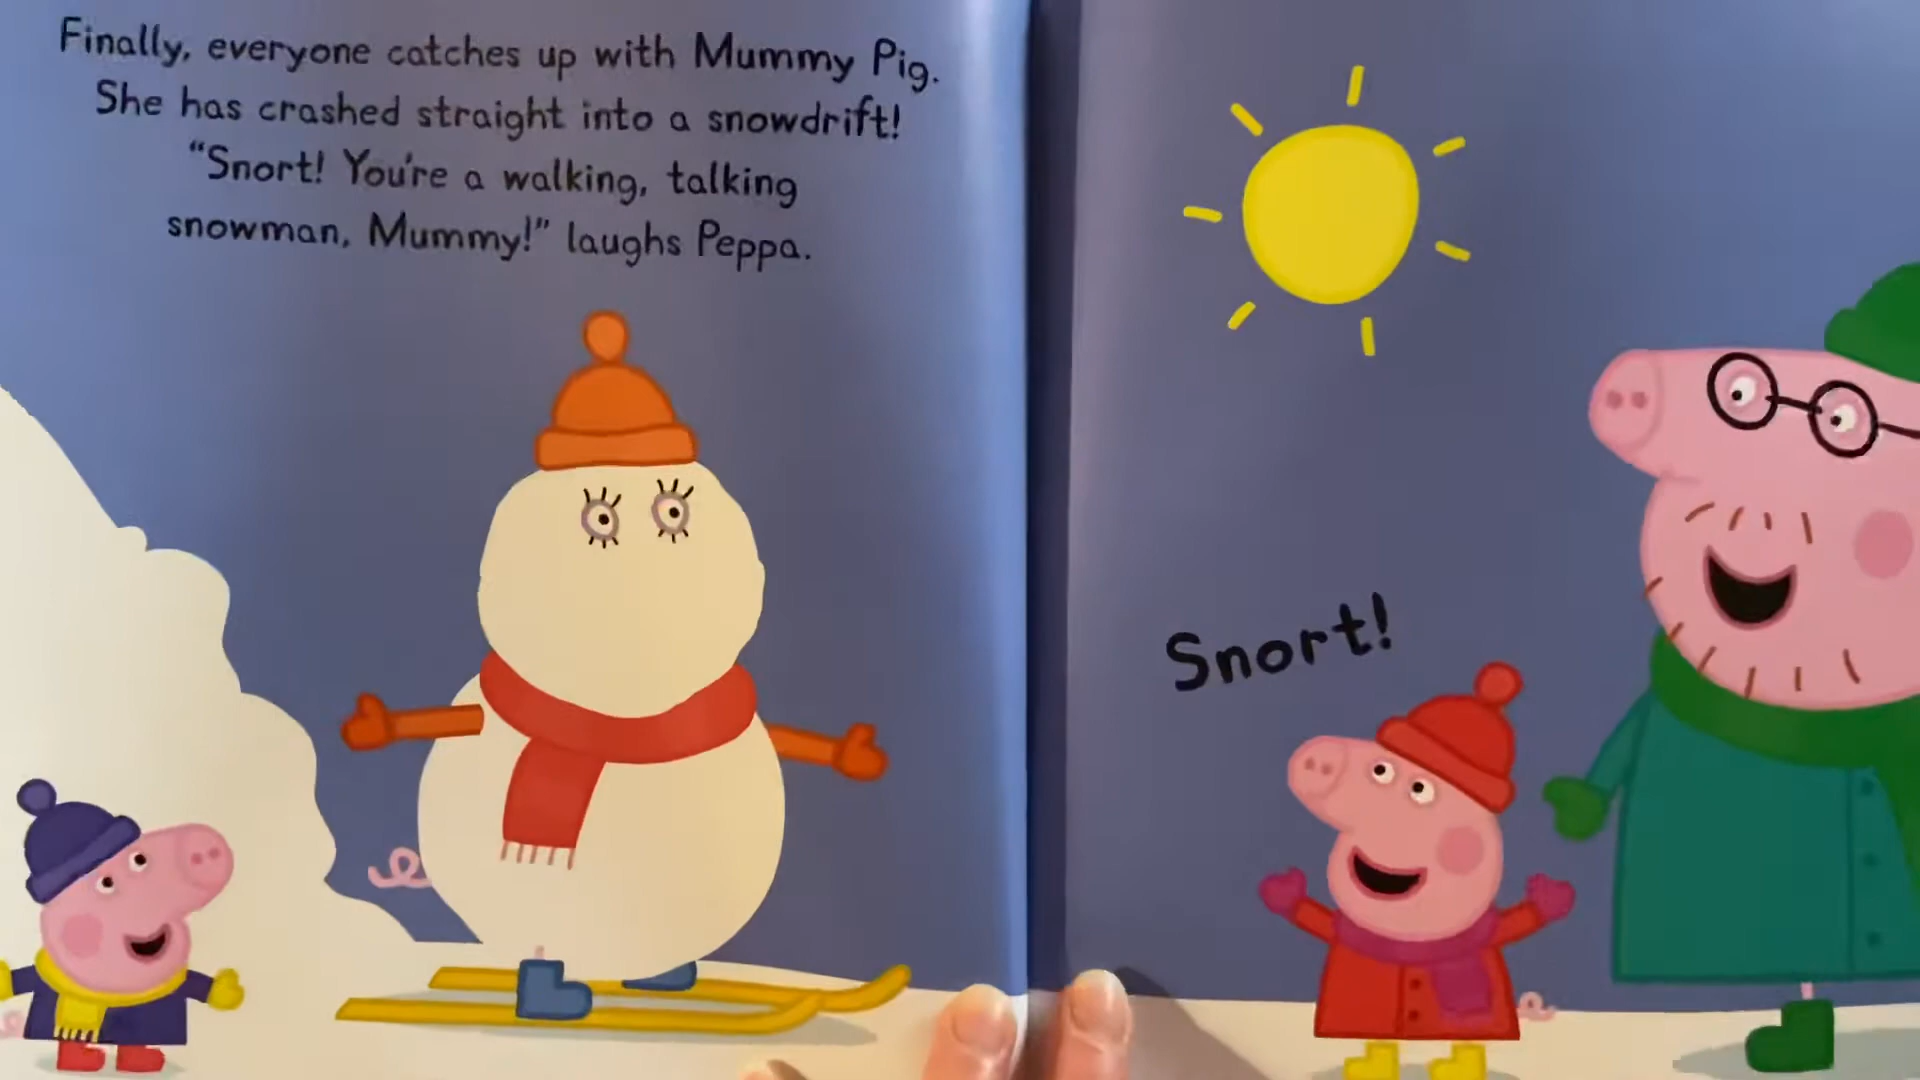 Finally, everyone catches up with Mummy Pig.
She has crashed straight into a snowdrift!
“Snort! You're a walking, talking
snowman, Mummy!” laughs Peppa.
Snort!